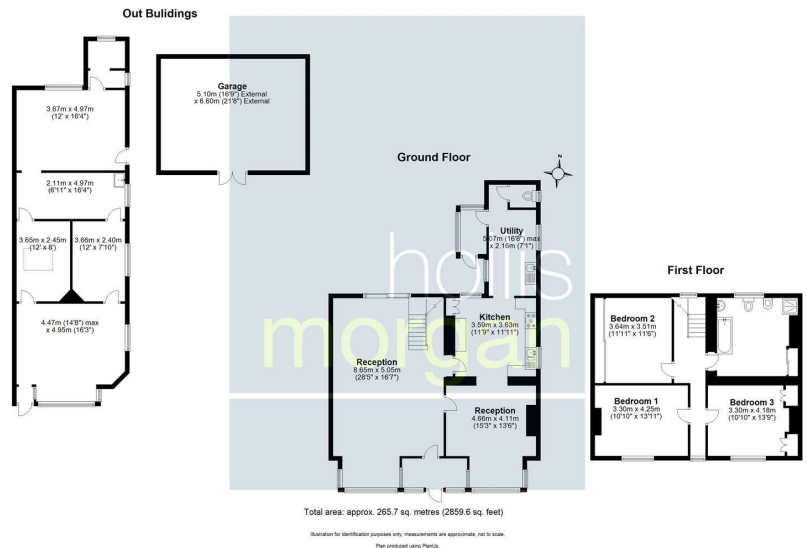 Out Bulidings
3.67m x 4.97m
(12' x 16'4")
2.11m x 4.97m
(6'11" x 16'4")
3.65m x 2.45m
(12' x 8')
3.66m x 2.40m
(12' x 7'10")
4.47m (14'8") max
x 4.95m (16'3")
Garage
5.10m (16'9") External
x 6.60m (21'8") External
Ground Floor
N
Utility
5.07m (16'8") max
x 2.16m (7'1")
Kitchen
3.59m x 3.63m
(11'9" x 11'11")
Reception
8.65m x 5.05m
(28'5" x 16'7")
Reception
4.66m x 4.11m
(15'3" x 13'6")
hollis
morgan
First Floor
Bedroom 2
3.64m x 3.51m
(11'11" x 11'6")
Bedroom 1
3.30m x 4.25m
(10'10" x 13'11")
Bedroom 3
3.30m x 4.18m
(10'10" x 13'9")
Total area: approx. 265.7 sq. metres (2859.6 sq. feet)
Illustration for identification purposes only, measurements are approximate, not to scale.
Plan produced using PlanUp.